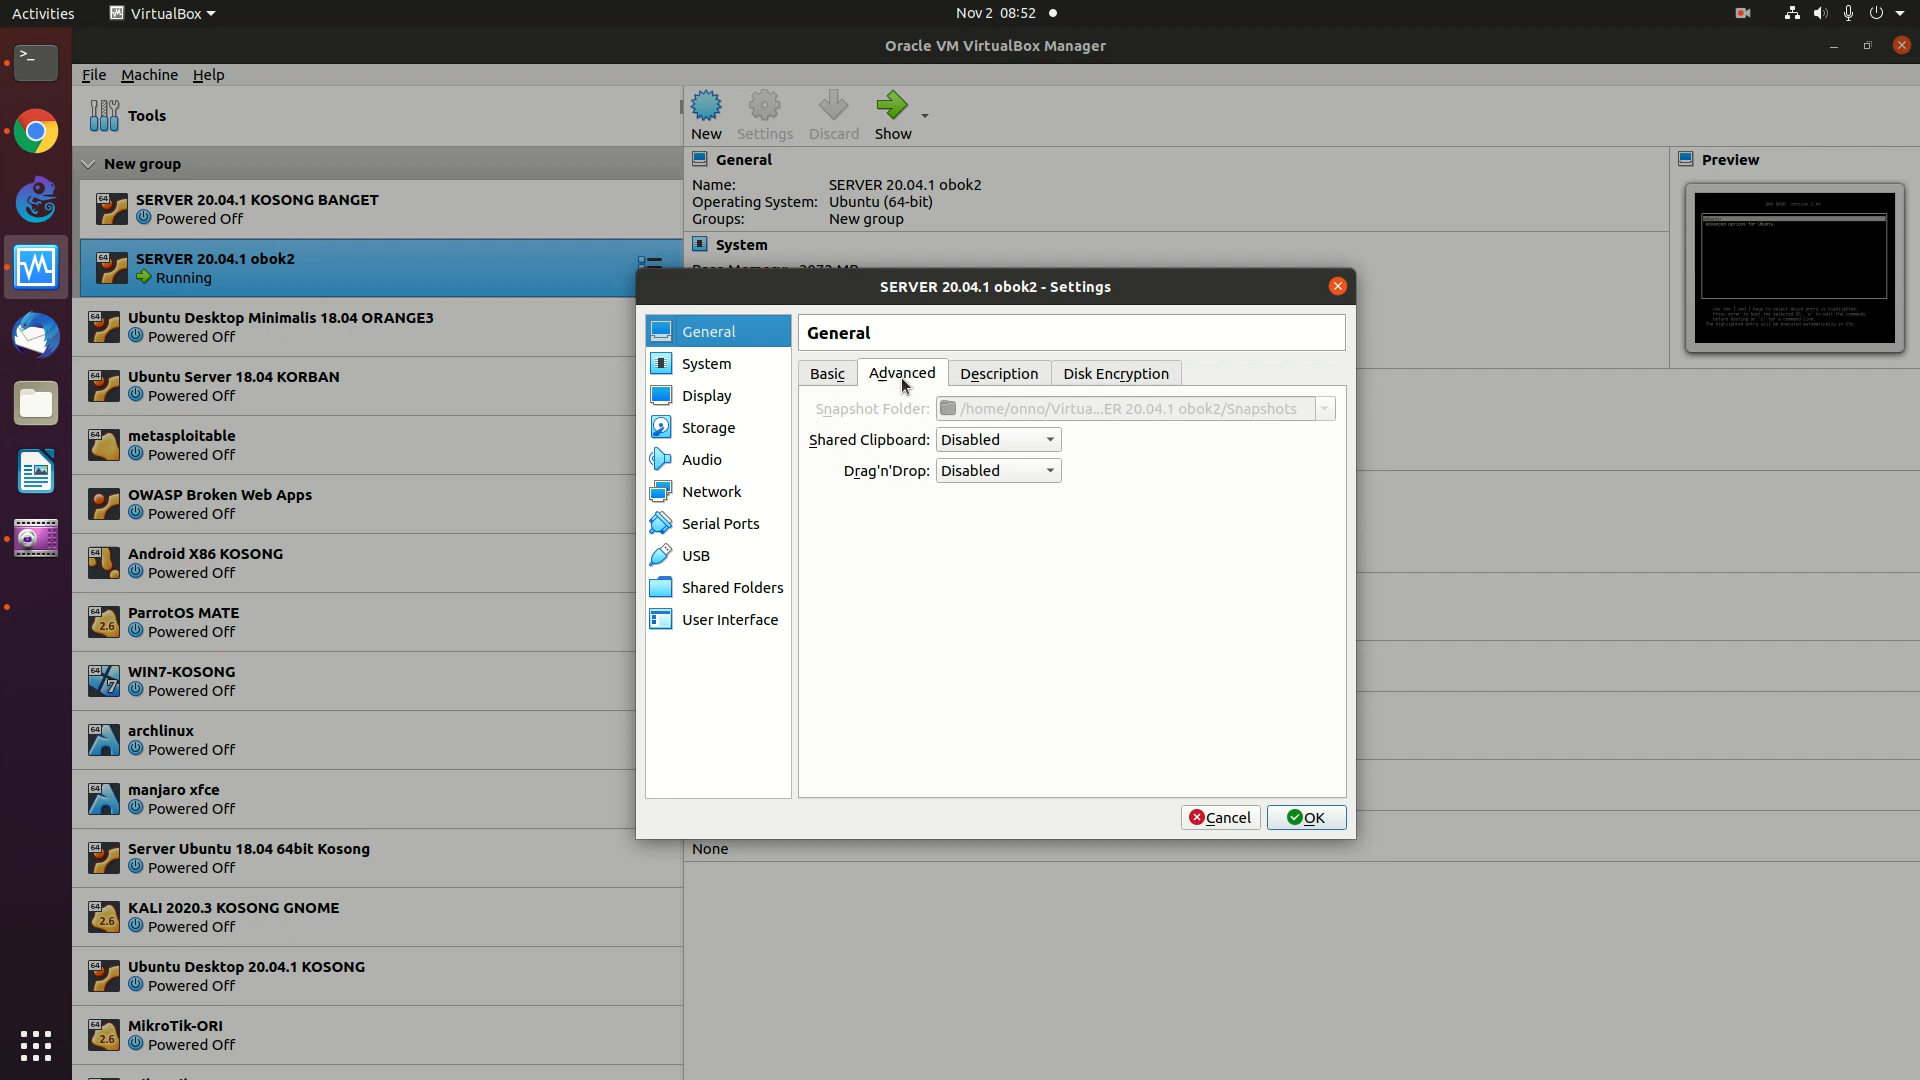 Activities
VirtualBox
Nov 2 08:52
Oracle VM VirtualBox Manager
File Machine Help
Tools
New Settings Discard Show
New group
SERVER 20.04.1 KOSONG BANGET
Powered Off
SERVER 20.04.1 obok2
Running
Ubuntu Desktop Minimalis 18.04 ORANGE3
Powered Off
Ubuntu Server 18.04 KORBAN
Powered Off
metasploitable
Powered Off
OWASP Broken Web Apps
Powered Off
Android X86 KOSONG
Powered Off
ParrotOS MATE
Powered Off
WIN7-KOSONG
Powered Off
archlinux
Powered Off
manjaro xfce
Powered Off
Server Ubuntu 18.04 64bit Kosong
Powered Off
KALI 2020.3 KOSONG GNOME
Powered Off
Ubuntu Desktop 20.04.1 KOSONG
Powered Off
MikroTik-ORI
Powered Off
General
Name: SERVER 20.04.1 obok2
Operating System: Ubuntu (64-bit)
Groups: New group
System
Preview
SERVER 20.04.1 obok2 - Settings
General
System
Display
Storage
Audio
Network
Serial Ports
USB
Shared Folders
User Interface
General
Basic Advanced Description Disk Encryption
Snapshot Folder: /home/onno/Virtua...ER 20.04.1 obok2/Snapshots
Shared Clipboard: Disabled
Drag'n'Drop: Disabled
Cancel OK
None